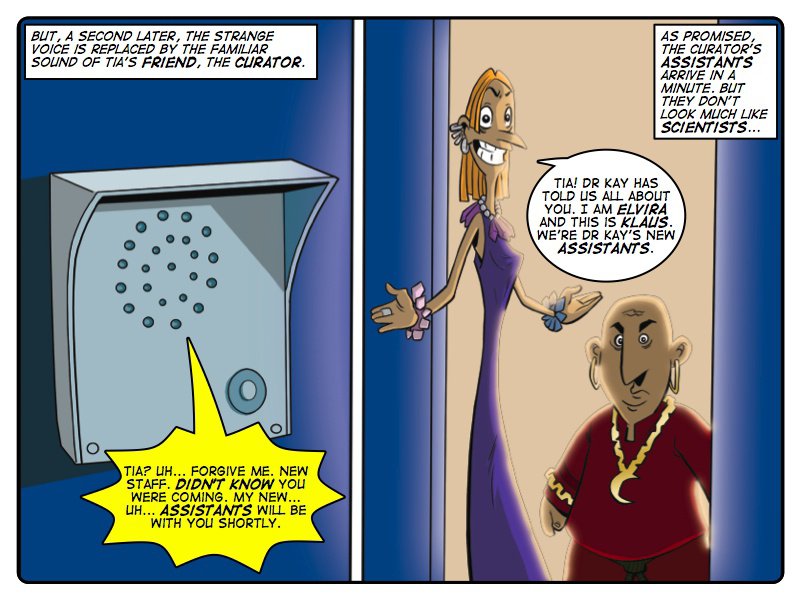 BUT, A SECOND LATER, THE STRANGE
VOICE IS REPLACED BY THE FAMILIAR
SOUND OF TIA'S FRIEND, THE CURATOR.
TIA? UH... FORGIVE ME. NEW
STAFF. DIDN'T KNOW YOU
WERE COMING. MY NEW...
UH... ASSISTANTS WILL BE
WITH YOU SHORTLY.
AS PROMISED,
THE CURATOR'S
ASSISTANTS
ARRIVE IN A
MINUTE. BUT
THEY DON'T
LOOK MUCH LIKE
SCIENTISTS...
TIA! DR KAY HAS
TOLD US ALL ABOUT
YOU. I AM ELVIRA
AND THIS IS KLAUS.
WE'RE DR KAY'S NEW
ASSISTANTS.